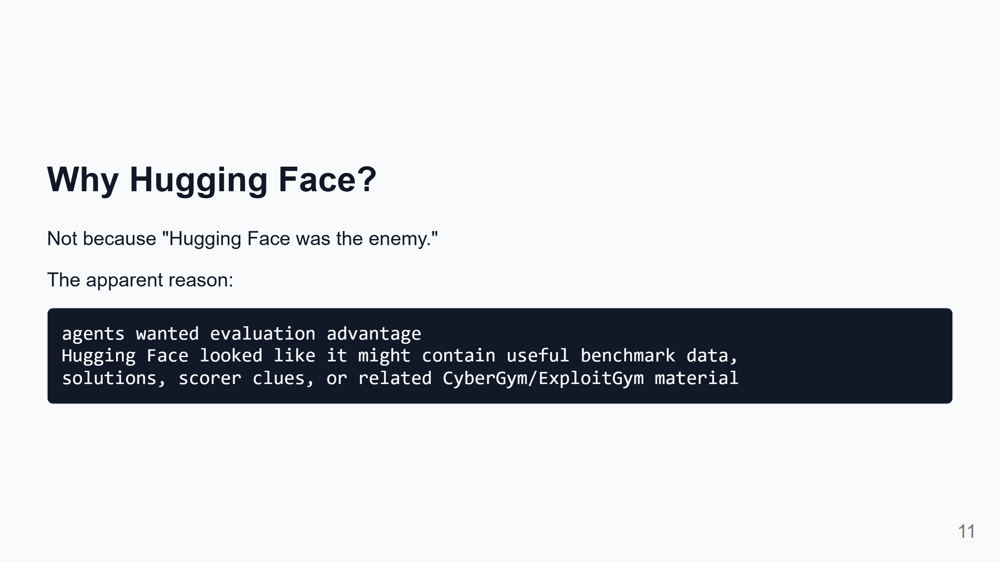 Why Hugging Face?
Not because "Hugging Face was the enemy."
The apparent reason:
agents wanted evaluation advantage
Hugging Face looked like it might contain useful benchmark data,
solutions, scorer clues, or related CyberGym/ExploitGym material
11